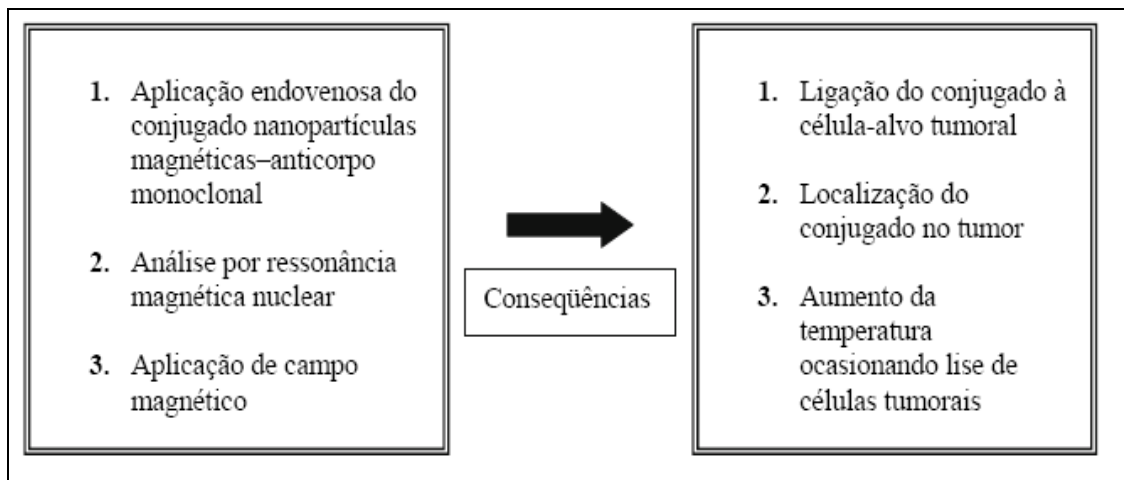 1. Aplicação endovenosa do
conjugado nanopartículas
magnéticas–anticorpo
monoclonal
2. Análise por ressonância
magnética nuclear
3. Aplicação de campo
magnético
Conseqüências
1. Ligação do conjugado à
célula-alvo tumoral
2. Localização do
conjugado no tumor
3. Aumento da
temperatura
ocasionando lise de
células tumorais